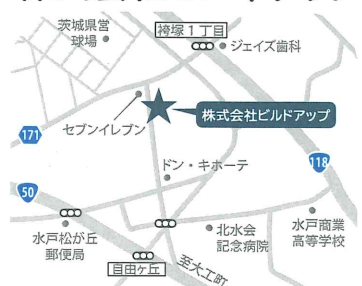 茨城県営
球場
袴塚1丁目
ジェイズ歯科
セブンイレブン
株式会社ビルドアップ
171
118
ドン・キホーテ
50
水戸松が丘
郵便局
自由ヶ丘
至大工町
北水会
記念病院
水戸商業
高等学校